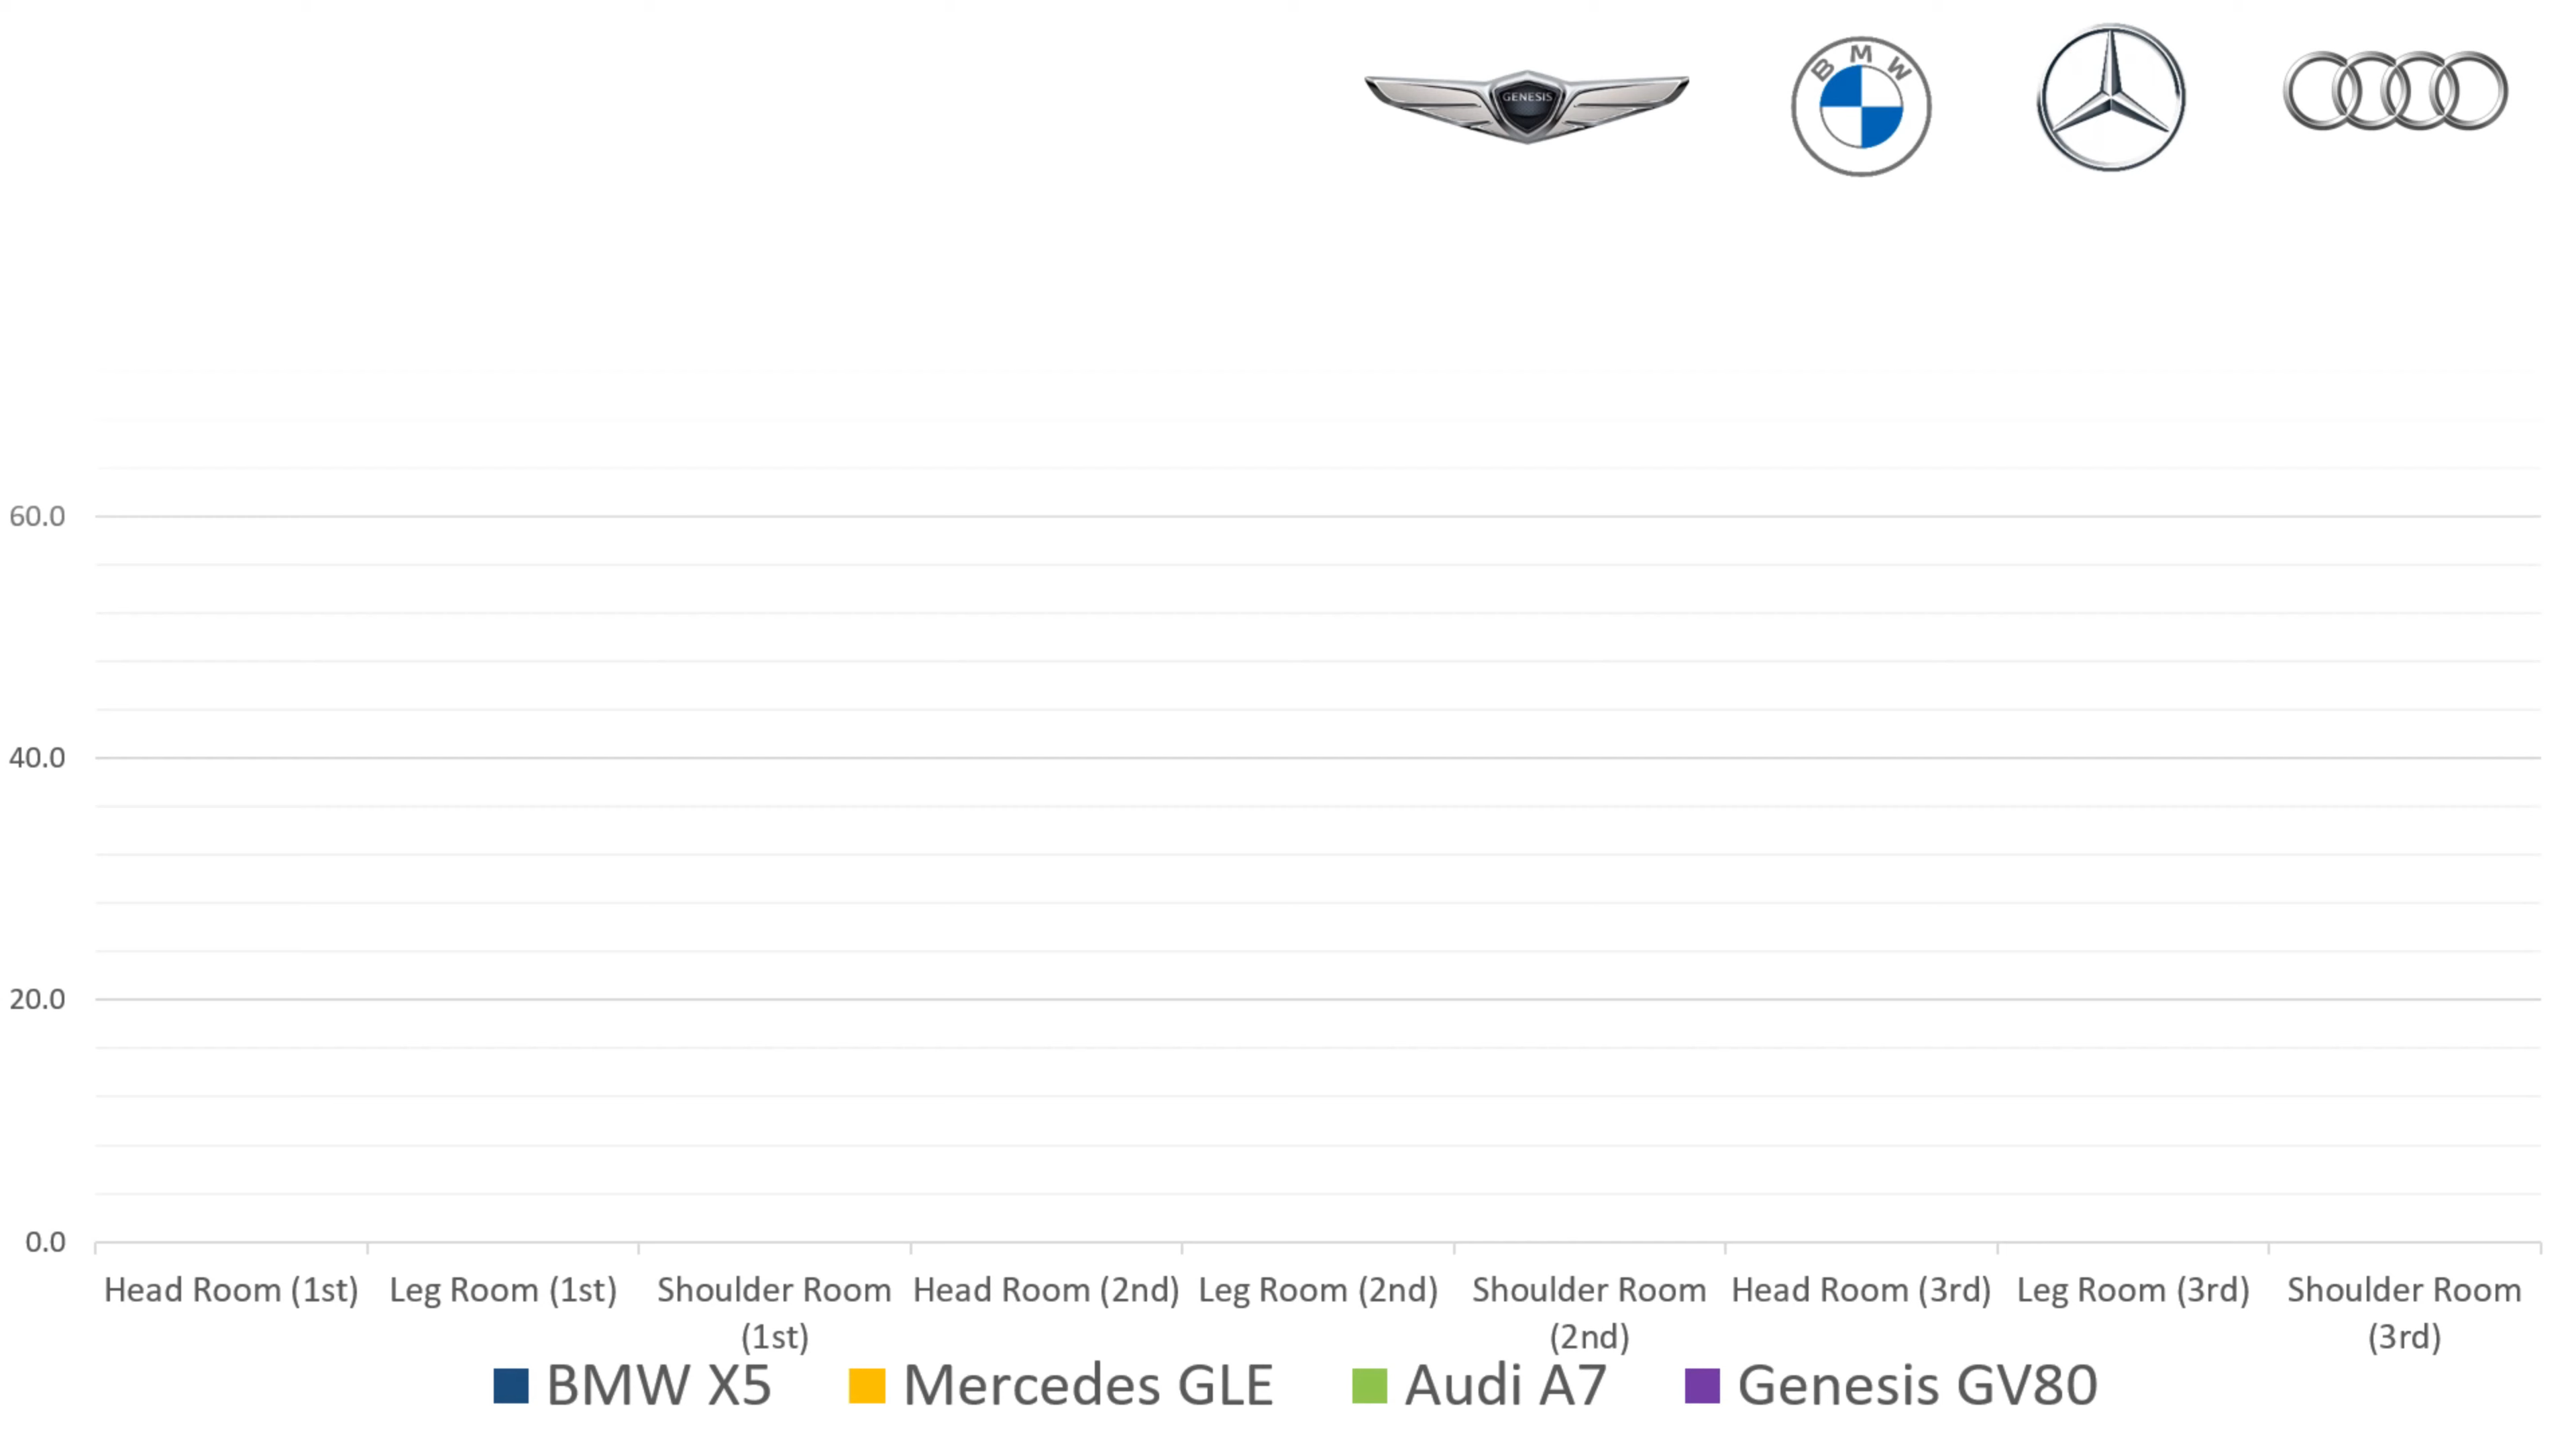 GENESIS
BMW
60.0
40.0
20.0
0.0
Head Room (1st) Leg Room (1st) Shoulder Room Head Room (2nd) Leg Room (2nd) Shoulder Room Head Room (3rd) Leg Room (3rd) Shoulder Room
(1st) (2nd) (3rd)
BMW X5 Mercedes GLE Audi A7 Genesis GV80